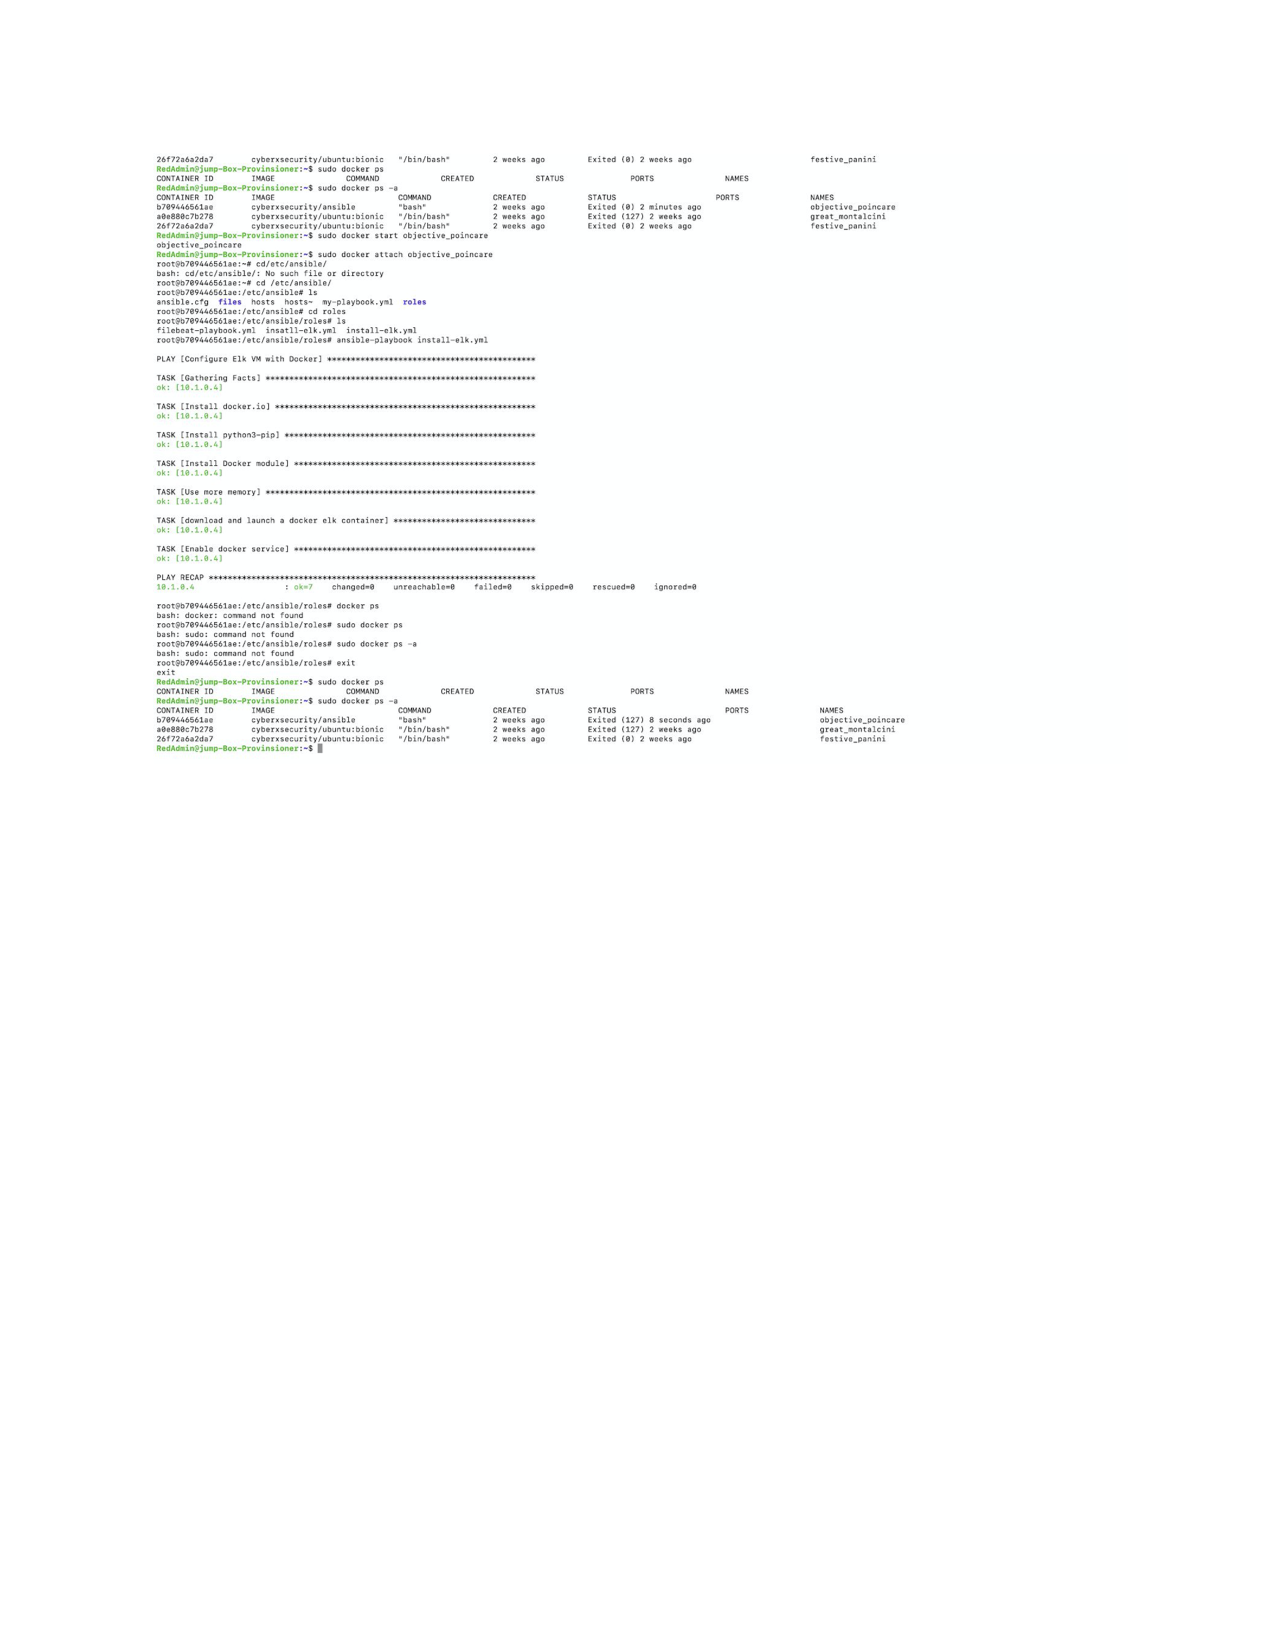 26f72a6a2da7 cyberxsecurity/ubuntu:bionic "/bin/bash" 2 weeks ago Exited (0) 2 weeks ago festive_panini
RedAdmin@jump-Box-Provinsioner:~$ sudo docker ps
CONTAINER ID IMAGE COMMAND CREATED STATUS PORTS NAMES
RedAdmin@jump-Box-Provinsioner:~$ sudo docker ps -a
CONTAINER ID IMAGE COMMAND CREATED STATUS PORTS NAMES
b709446561ae cyberxsecurity/ansible "bash" 2 weeks ago Exited (0) 2 minutes ago objective_poincare
a0e880c7b278 cyberxsecurity/ubuntu:bionic "/bin/bash" 2 weeks ago Exited (127) 2 weeks ago great_montalcini
26f72a6a2da7 cyberxsecurity/ubuntu:bionic "/bin/bash" 2 weeks ago Exited (0) 2 weeks ago festive_panini
RedAdmin@jump-Box-Provinsioner:~$ sudo docker start objective_poincare
objective_poincare
RedAdmin@jump-Box-Provinsioner:~$ sudo docker attach objective_poincare
root@b709446561ae:~# cd/etc/ansible/
bash: cd/etc/ansible/: No such file or directory
root@b709446561ae:~# cd /etc/ansible/
root@b709446561ae:/etc/ansible# ls
ansible.cfg files hosts hosts~ my-playbook.yml roles
root@b709446561ae:/etc/ansible# cd roles
root@b709446561ae:/etc/ansible/roles# ls
filebeat-playbook.yml insatll-elk.yml install-elk.yml
root@b709446561ae:/etc/ansible/roles# ansible-playbook install-elk.yml
PLAY [Configure Elk VM with Docker] ********************************************
TASK [Gathering Facts] *********************************************************
ok: [10.1.0.4]
TASK [Install docker.io] *******************************************************
ok: [10.1.0.4]
TASK [Install python3-pip] *****************************************************
ok: [10.1.0.4]
TASK [Install Docker module] ***************************************************
ok: [10.1.0.4]
TASK [Use more memory] *********************************************************
ok: [10.1.0.4]
TASK [download and launch a docker elk container] ******************************
ok: [10.1.0.4]
TASK [Enable docker service] ***************************************************
ok: [10.1.0.4]
PLAY RECAP *********************************************************************
10.1.0.4 : ok=7 changed=0 unreachable=0 failed=0 skipped=0 rescued=0 ignored=0
root@b709446561ae:/etc/ansible/roles# docker ps
bash: docker: command not found
root@b709446561ae:/etc/ansible/roles# sudo docker ps
bash: sudo: command not found
root@b709446561ae:/etc/ansible/roles# sudo docker ps -a
bash: sudo: command not found
root@b709446561ae:/etc/ansible/roles# exit
exit
RedAdmin@jump-Box-Provinsioner:~$ sudo docker ps
CONTAINER ID IMAGE COMMAND CREATED STATUS PORTS NAMES
RedAdmin@jump-Box-Provinsioner:~$ sudo docker ps -a
CONTAINER ID IMAGE COMMAND CREATED STATUS PORTS NAMES
b709446561ae cyberxsecurity/ansible "bash" 2 weeks ago Exited (127) 8 seconds ago objective_poincare
a0e880c7b278 cyberxsecurity/ubuntu:bionic "/bin/bash" 2 weeks ago Exited (127) 2 weeks ago great_montalcini
26f72a6a2da7 cyberxsecurity/ubuntu:bionic "/bin/bash" 2 weeks ago Exited (0) 2 weeks ago festive_panini
RedAdmin@jump-Box-Provinsioner:~$